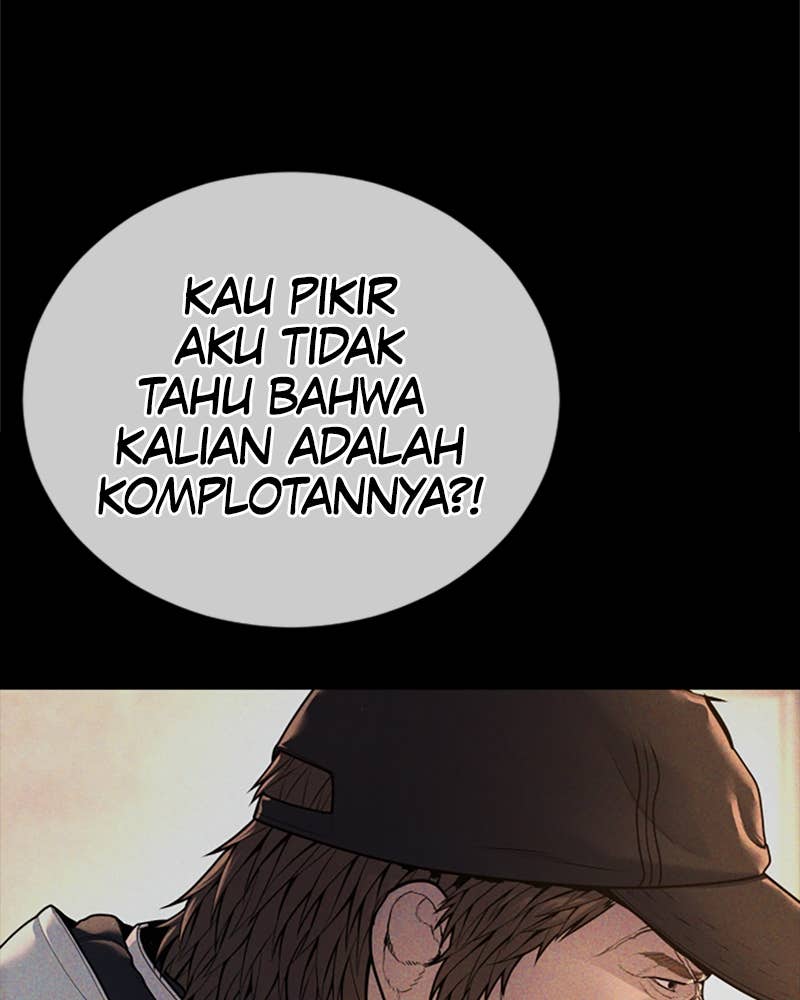 KAU PIKIR
AKU TIDAK
TAHU BAHWA
KALIAN ADALAH
KOMPLOTANNYA?!